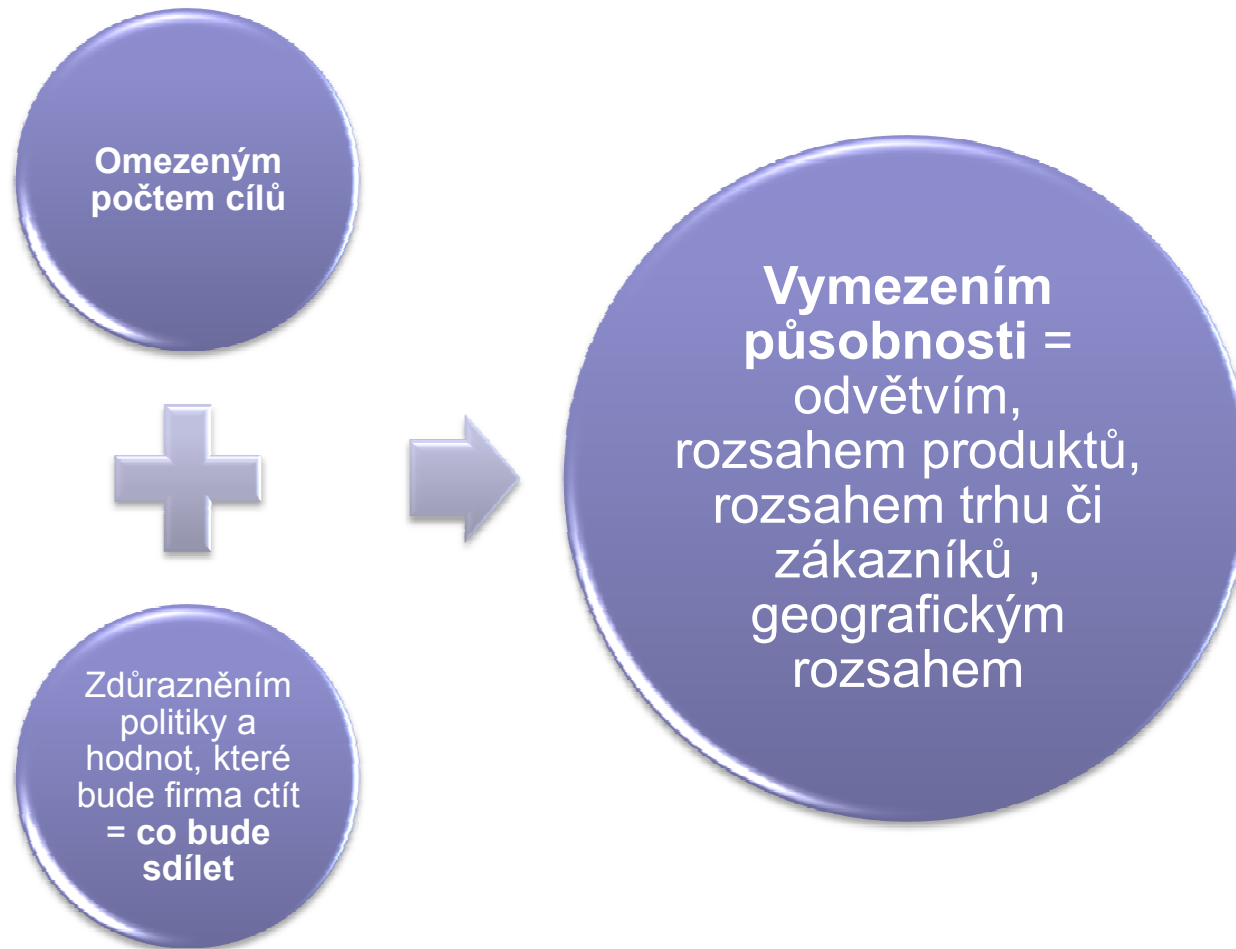 Omezeným
počtem cílů
Zdůrazněním
politiky a
hodnot, které
bude firma ctít
= co bude
sdílet
Vymezením
působnosti =
odvětvím,
rozsahem produktů,
rozsahem trhu či
zákazníků ,
geografickým
rozsahem